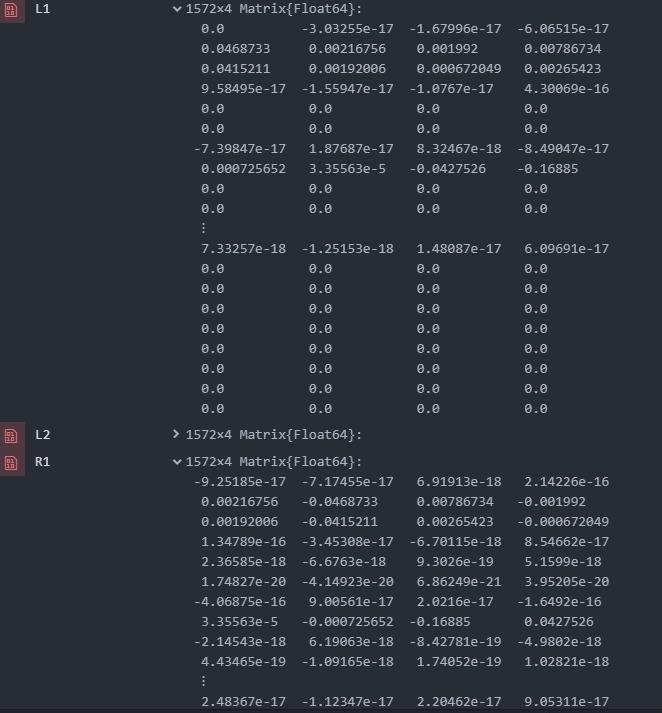 L1 1572×4 Matrix{Float64}:
0.0 -3.03255e-17 -1.67996e-17 -6.06515e-17
0.0468733 0.00216756 0.001992 0.00786734
0.0415211 0.00192006 0.000672049 0.00265423
9.58495e-17 -1.55947e-17 -1.0767e-17 4.30069e-16
0.0 0.0 0.0 0.0
0.0 0.0 0.0 0.0
-7.39847e-17 1.87687e-17 8.32467e-18 -8.49047e-17
0.000725652 3.35563e-5 -0.0427526 -0.16885
0.0 0.0 0.0 0.0
0.0 0.0 0.0 0.0
⋮
7.33257e-18 -1.25153e-18 1.48087e-17 6.09691e-17
0.0 0.0 0.0 0.0
0.0 0.0 0.0 0.0
0.0 0.0 0.0 0.0
0.0 0.0 0.0 0.0
0.0 0.0 0.0 0.0
0.0 0.0 0.0 0.0
0.0 0.0 0.0 0.0
0.0 0.0 0.0 0.0
L2 1572×4 Matrix{Float64}:
R1 1572×4 Matrix{Float64}:
-9.25185e-17 -7.17455e-17 6.91913e-18 2.14226e-16
0.00216756 -0.0468733 0.00786734 -0.001992
0.00192006 -0.0415211 0.00265423 -0.000672049
1.34789e-16 -3.45308e-17 -6.70115e-18 8.54662e-17
2.36585e-18 -6.6763e-18 9.3026e-19 5.1599e-18
1.74827e-20 -4.14923e-20 6.86249e-21 3.95205e-20
-4.06875e-16 9.00561e-17 2.0216e-17 -1.6492e-16
3.35563e-5 -0.000725652 -0.16885 0.0427526
-2.14543e-18 6.19063e-18 -8.42781e-19 -4.9802e-18
4.43465e-19 -1.09165e-18 1.74052e-19 1.02821e-18
⋮
2.48367e-17 -1.12347e-17 2.20462e-17 9.05311e-17